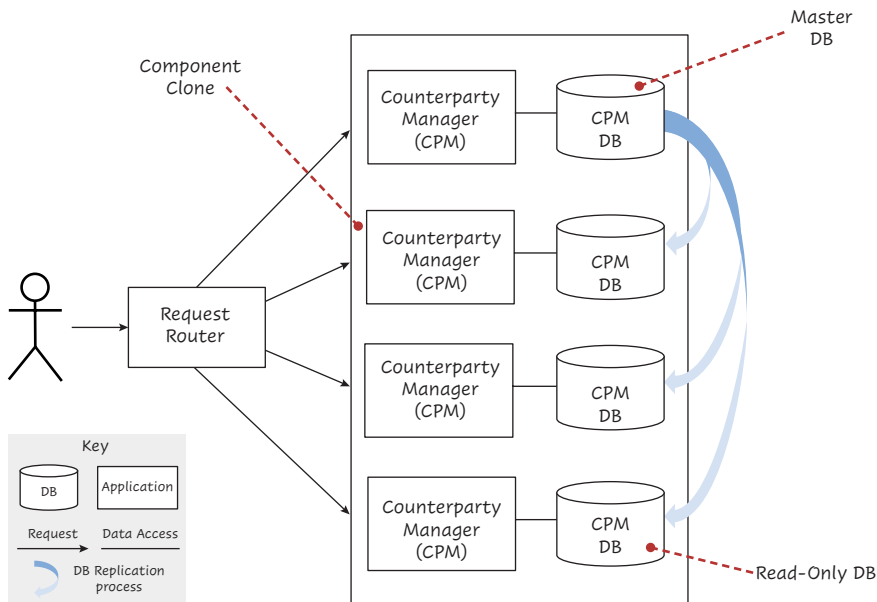 Master
DB
Component
Clone
Counterparty
Manager
(CPM)
CPM
DB
Counterparty
Manager
(CPM)
CPM
DB
Request
Router
Counterparty
Manager
(CPM)
CPM
DB
Counterparty
Manager
(CPM)
CPM
DB
Read-Only DB
Key
DB
Application
Request
Data Access
DB Replication
process